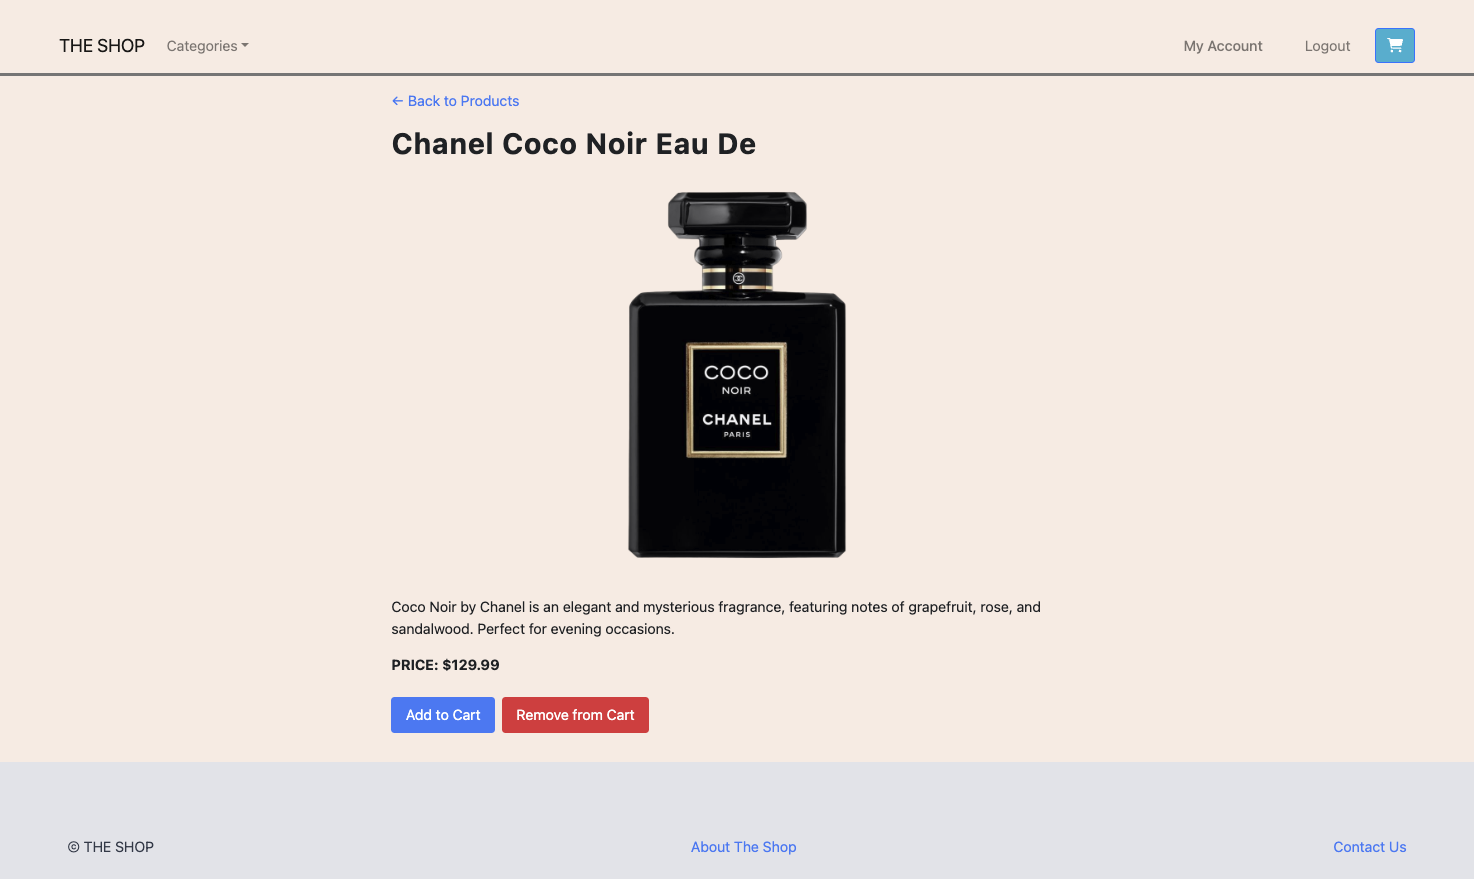 THE SHOP
Categories
My Account
Logout
← Back to Products
Chanel Coco Noir Eau De
COCO
NOIR
CHANEL
PARIS
Coco Noir by Chanel is an elegant and mysterious fragrance, featuring notes of grapefruit, rose, and
sandalwood. Perfect for evening occasions.
PRICE: $129.99
Add to Cart
Remove from Cart
© THE SHOP
About The Shop
Contact Us